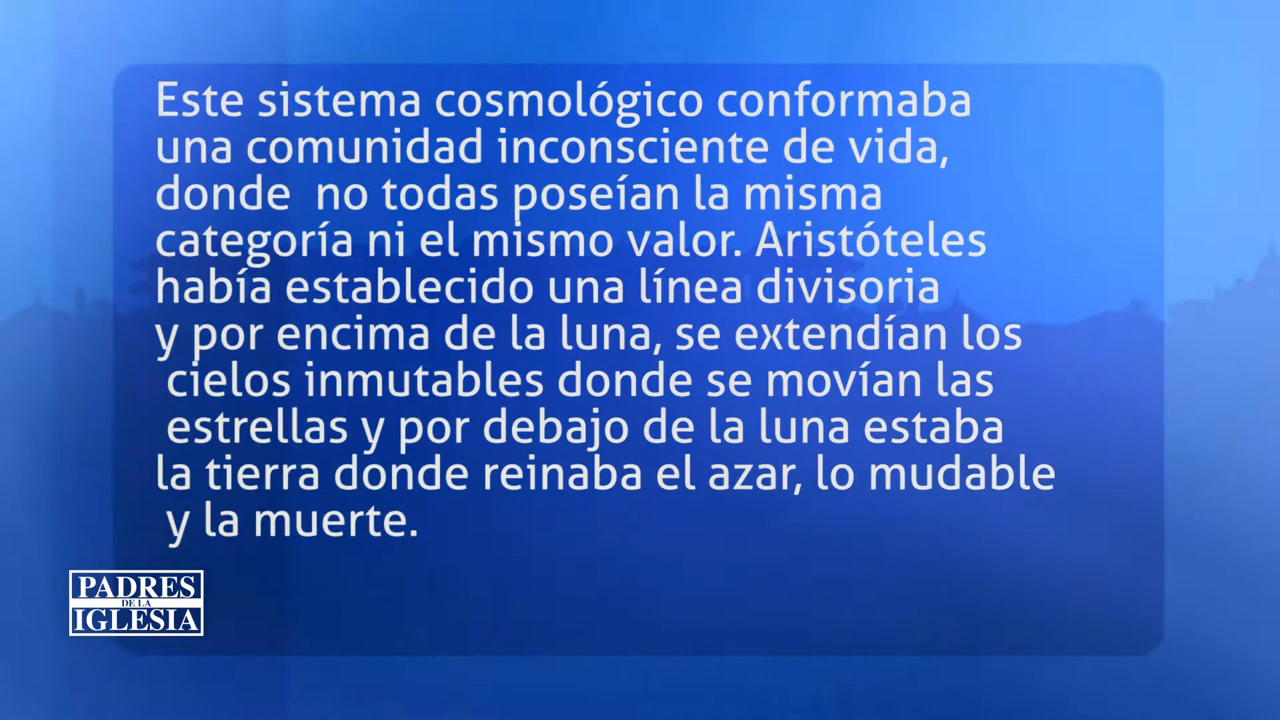 Este sistema cosmológico conformaba
una comunidad inconsciente de vida,
donde  no todas poseían la misma
categoría ni el mismo valor. Aristóteles
había establecido una línea divisoria
y por encima de la luna, se extendían los
cielos inmutables donde se movían las
estrellas y por debajo de la luna estaba
la tierra donde reinaba el azar, lo mudable
y la muerte.
PADRES
DE LA
IGLESIA